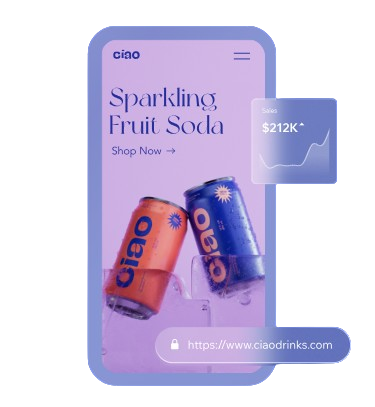 ciao
Sparkling
Fruit Soda
Shop Now →
Sales
$212K
ciao
ciao
https://www.ciaodrinks.com